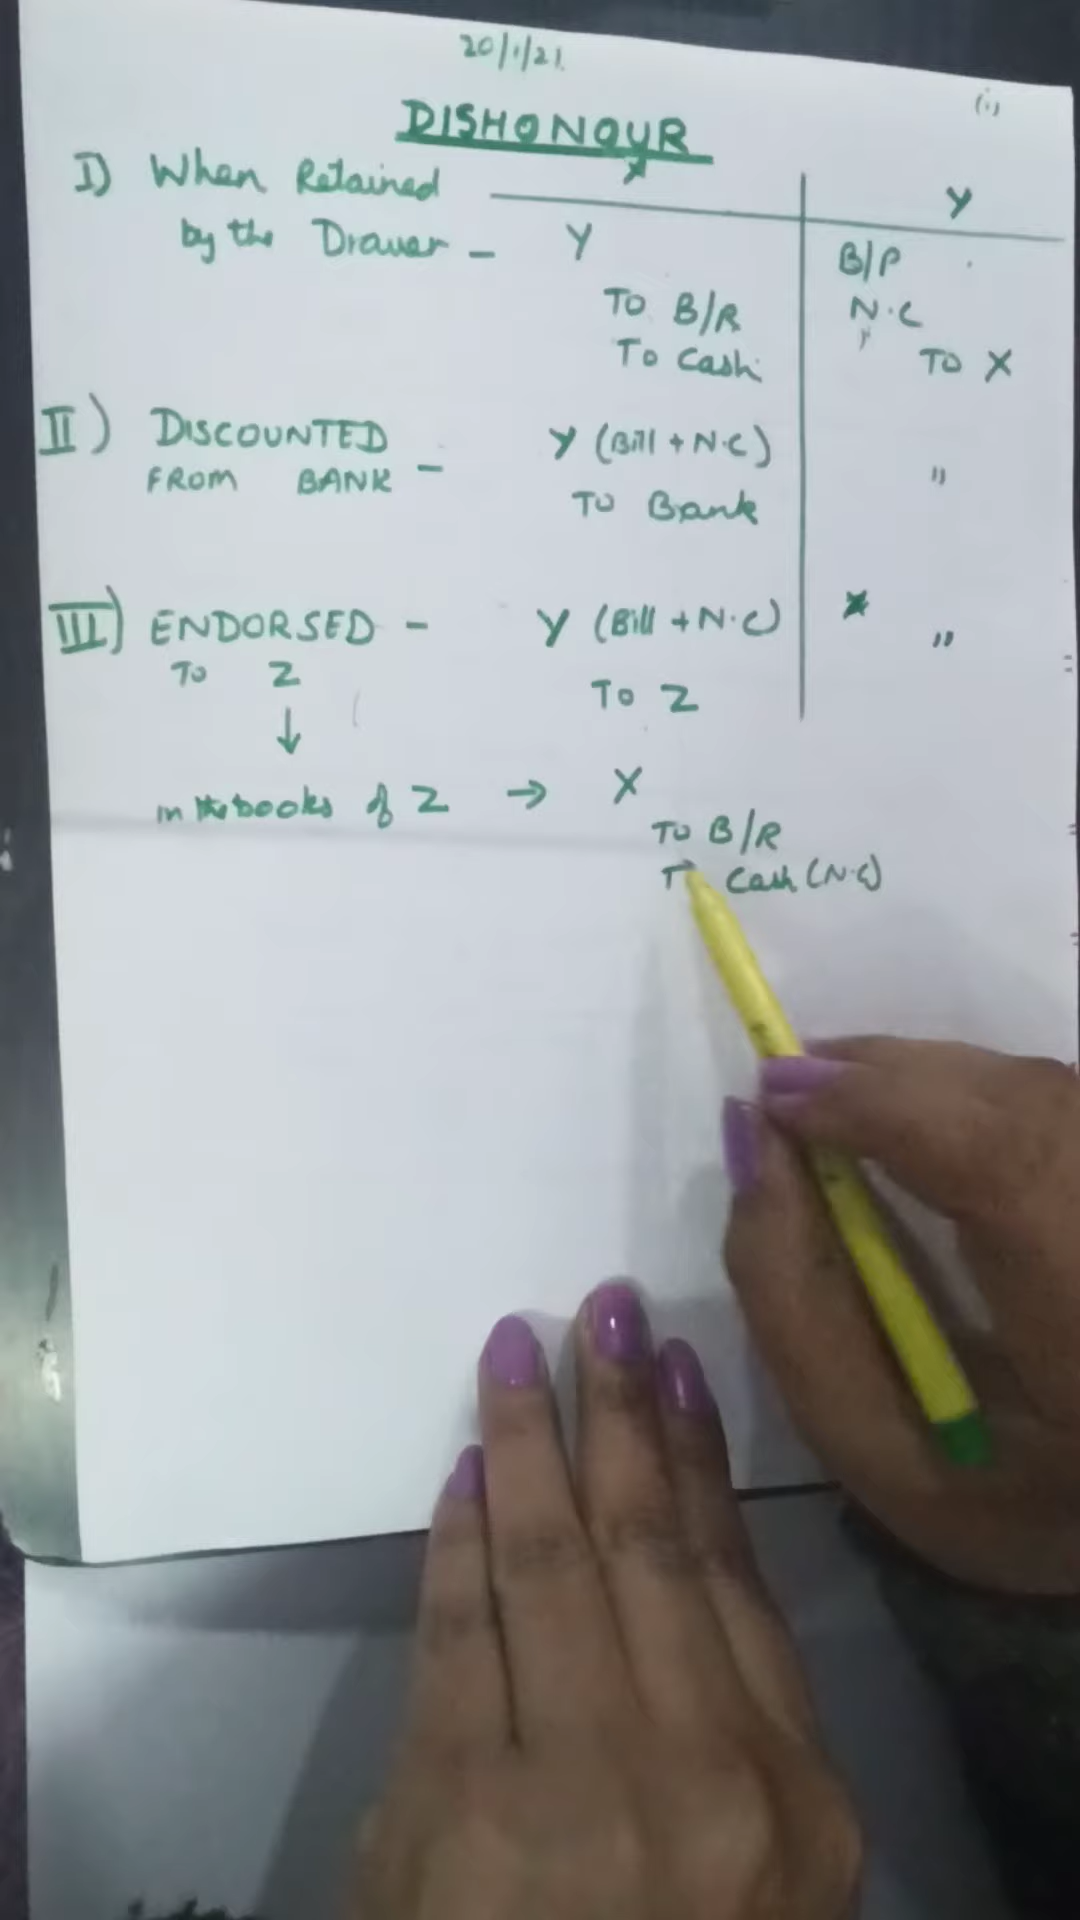 20/1/21.
(i)
DISHONOUR
I) When Retained
by the Drawer -
X
Y
Y
To B/R
To Cash
B/P
N.C
To X
II) DISCOUNTED
FROM BANK -
Y (Bill + N.C)
To Bank
"
III) ENDORSED -
To Z
↓
Y (Bill + N.C)
To Z
"
in the books of Z → X
To B/R
To Cash (N.C)